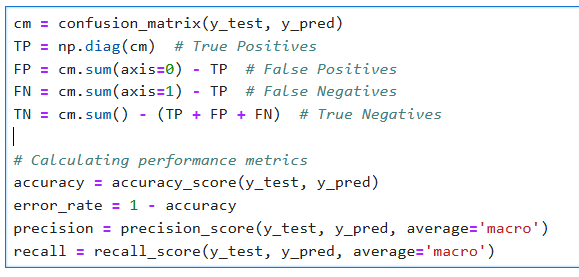 cm = confusion_matrix(y_test, y_pred)
TP = np.diag(cm)  # True Positives
FP = cm.sum(axis=0) - TP  # False Positives
FN = cm.sum(axis=1) - TP  # False Negatives
TN = cm.sum() - (TP + FP + FN)  # True Negatives

# Calculating performance metrics
accuracy = accuracy_score(y_test, y_pred)
error_rate = 1 - accuracy
precision = precision_score(y_test, y_pred, average='macro')
recall = recall_score(y_test, y_pred, average='macro')